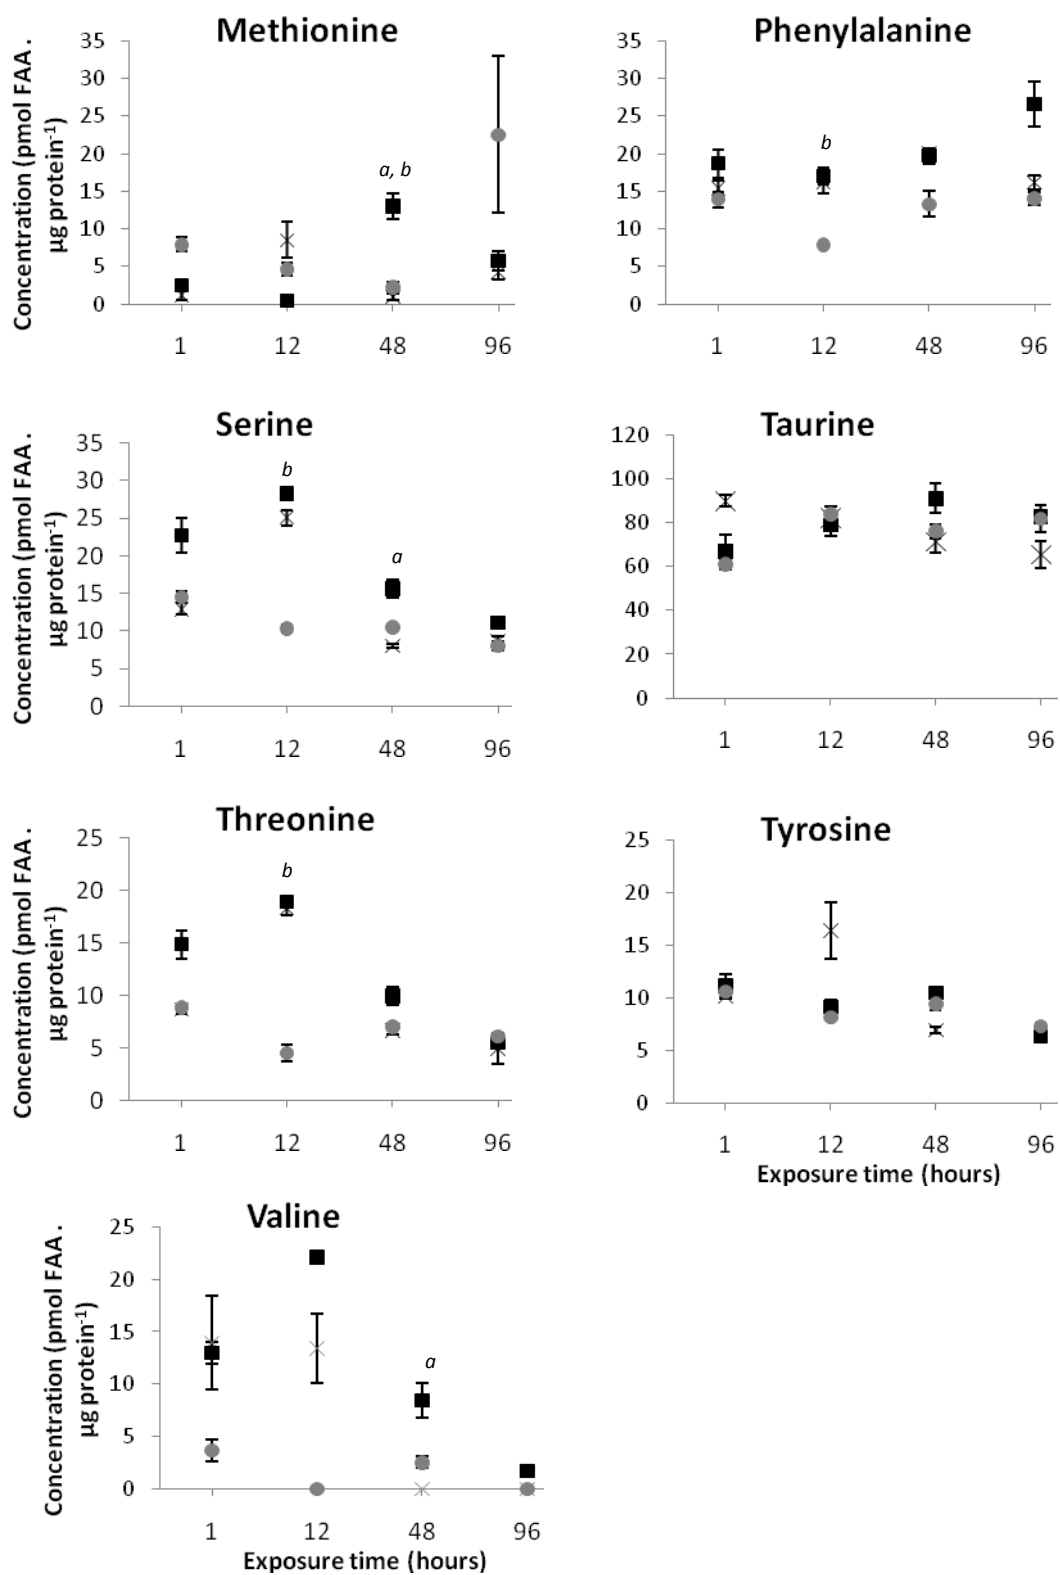 Methionine
Concentration (pmol FAA .
µg protein-1)
35
30
25
20
15
10
5
0
a, b
1 12 48 96
Phenylalanine
35
30
25
20
15
10
5
0
b
1 12 48 96
Serine
Concentration (pmol FAA .
µg protein-1)
35
30
25
20
15
10
5
0
b
a
1 12 48 96
Taurine
120
100
80
60
40
20
0
1 12 48 96
Threonine
Concentration (pmol FAA .
µg protein-1)
25
20
15
10
5
0
b
1 12 48 96
Tyrosine
25
20
15
10
5
0
1 12 48 96
Exposure time (hours)
Valine
Concentration (pmol FAA .
µg protein-1)
25
20
15
10
5
0
a
1 12 48 96
Exposure time (hours)